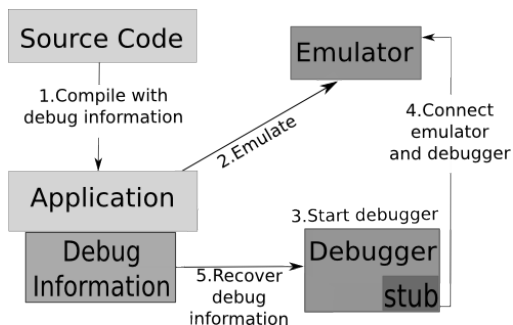 Source Code
Emulator
1.Compile with
debug information
2.Emulate
4.Connect
emulator
and debugger
Application
3.Start debugger
Debug
Information
Debugger
stub
5.Recover
debug
information